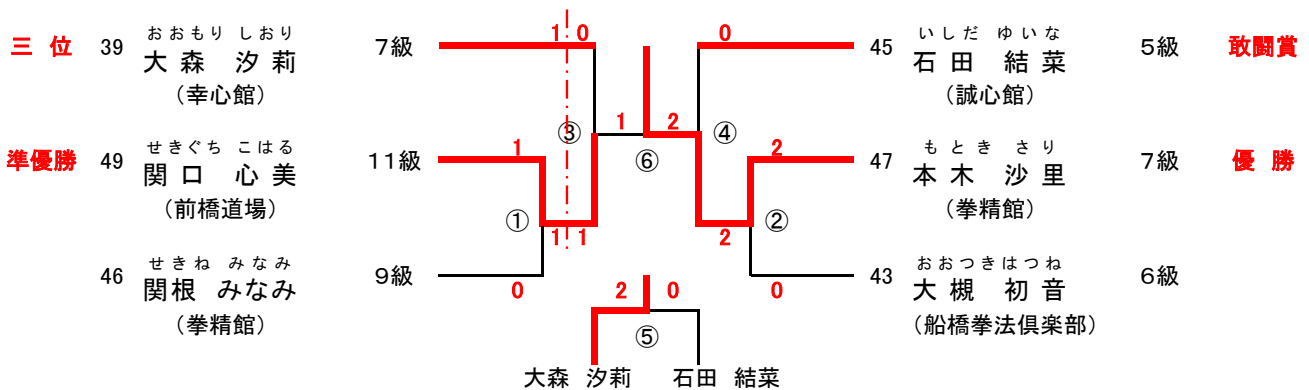 おおもり しおり
三 位 39 大 森 汐 莉 7級 1 0
(幸心館)
いしだ ゆいな
0 45 石 田 結 菜 5級 敢闘賞
(誠心館)
③ 1 2 ④
⑥
せきぐち こはる
準優勝 49 関 口 心 美 11級 1
(前橋道場)
もとき さり
2 47 本 木 沙 里 7級 優 勝
(拳精館)
① 1 1 2 ②
せきね みなみ
46 関根 みなみ 9級 0
(拳精館)
おおつきはつね
0 43 大 槻 初 音 6級
(船橋拳法倶楽部)
2 0
⑤
大森 汐莉 石田 結菜